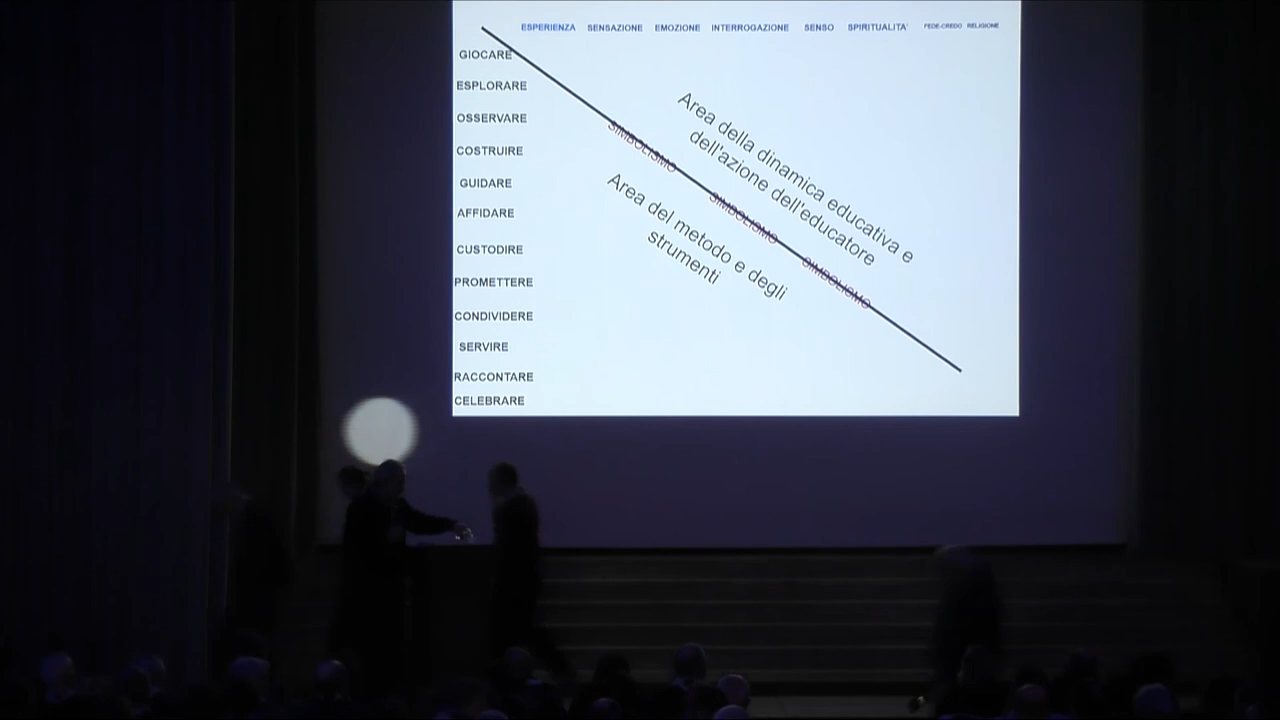 ESPERIENZA SENSAZIONE EMOZIONE INTERROGAZIONE SENSO SPIRITUALITA' FEDE-CREDO RELIGIONE
GIOCARE
ESPLORARE
OSSERVARE
COSTRUIRE
GUIDARE
AFFIDARE
CUSTODIRE
PROMETTERE
CONDIVIDERE
SERVIRE
RACCONTARE
CELEBRARE
Area della dinamica educativa e
dell'azione dell'educatore
SIMBOLISMO
SIMBOLISMO
SIMBOLISMO
Area del metodo e degli
strumenti